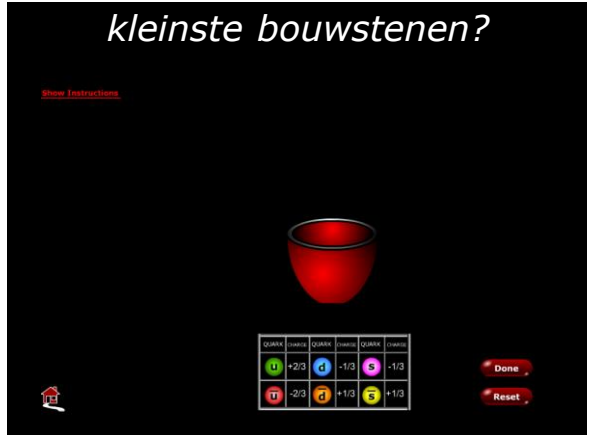 kleinste bouwstenen?
Show Instructions
QUARK CHARGE QUARK CHARGE QUARK CHARGE
u +2/3 d -1/3 s -1/3
u̅ -2/3 d̅ +1/3 s̅ +1/3
Done
Reset